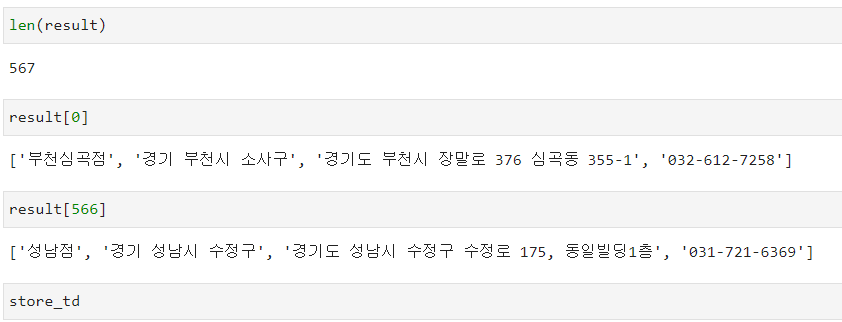 len(result)
567
result[0]
['부천심곡점', '경기 부천시 소사구', '경기도 부천시 장말로 376 심곡동 355-1', '032-612-7258']
result[566]
['성남점', '경기 성남시 수정구', '경기도 성남시 수정구 수정로 175, 동일빌딩1층', '031-721-6369']
store_td